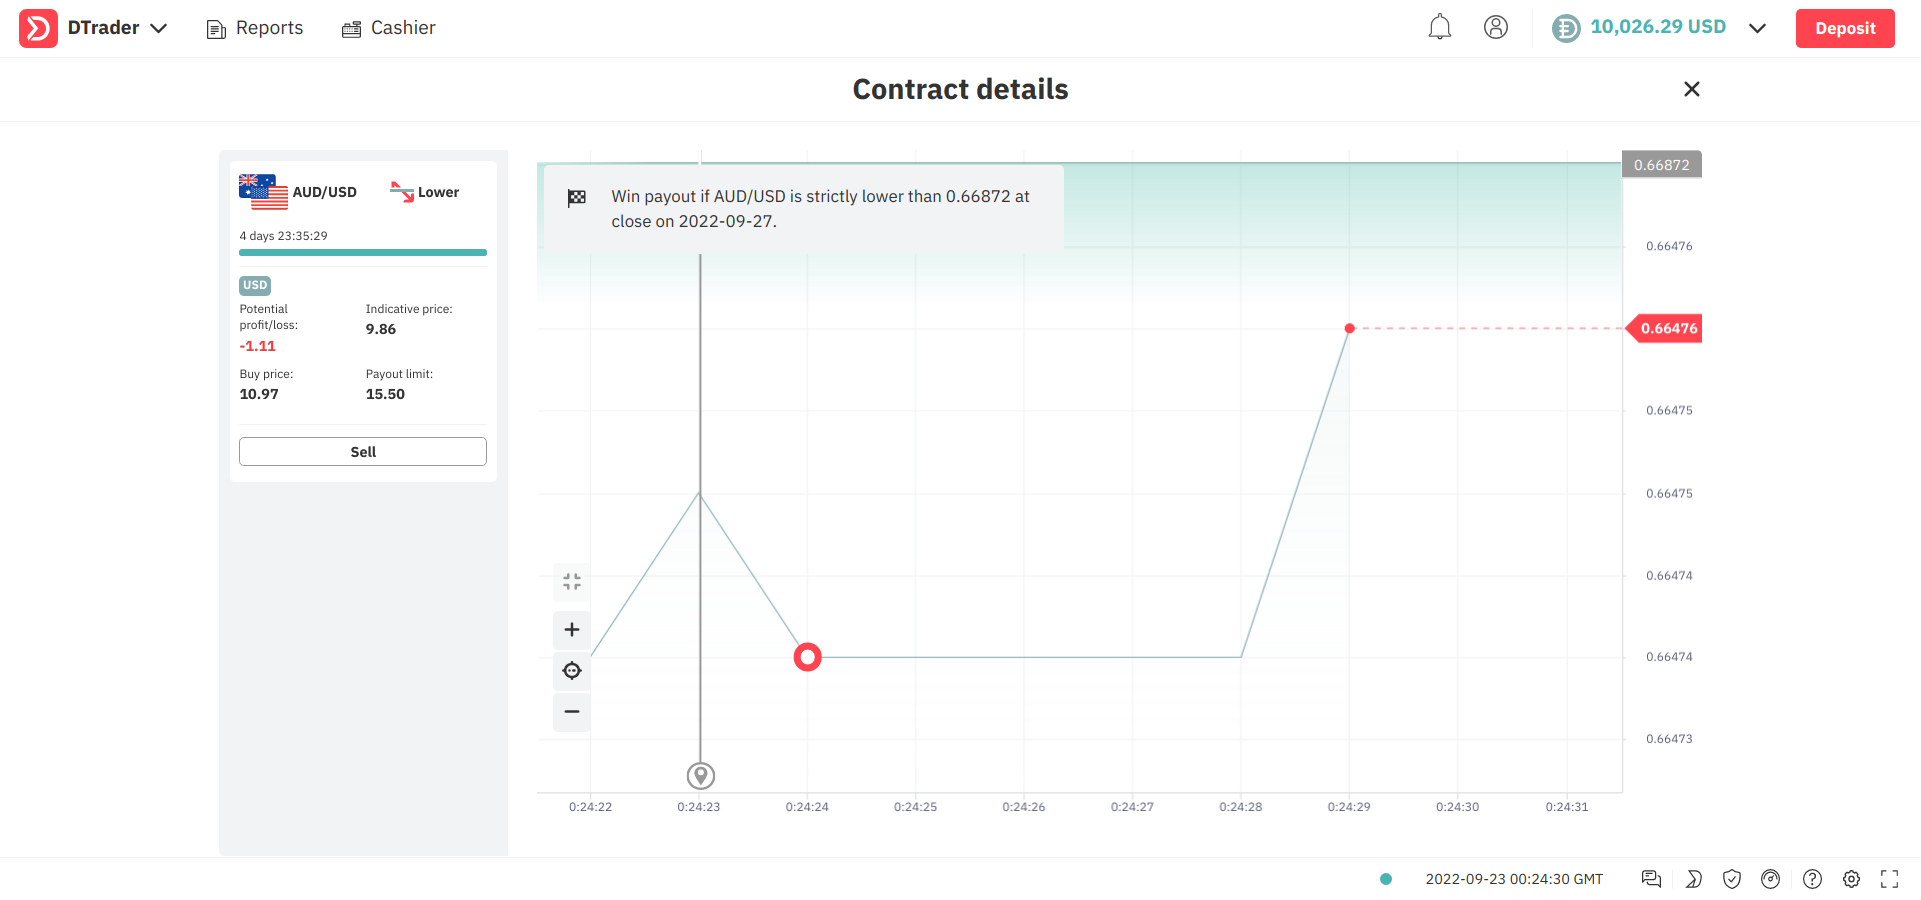 DTrader
Reports
Cashier
10,026.29 USD
Deposit
Contract details
AUD/USD
Lower
4 days 23:35:29
USD
Potential
profit/loss:
-1.11
Indicative price:
9.86
Buy price:
10.97
Payout limit:
15.50
Sell
Win payout if AUD/USD is strictly lower than 0.66872 at
close on 2022-09-27.
0.66872
0.66476
0.66476
0.66475
0.66475
0.66474
0.66474
0.66473
0:24:22
0:24:23
0:24:24
0:24:25
0:24:26
0:24:27
0:24:28
0:24:29
0:24:30
0:24:31
2022-09-23 00:24:30 GMT